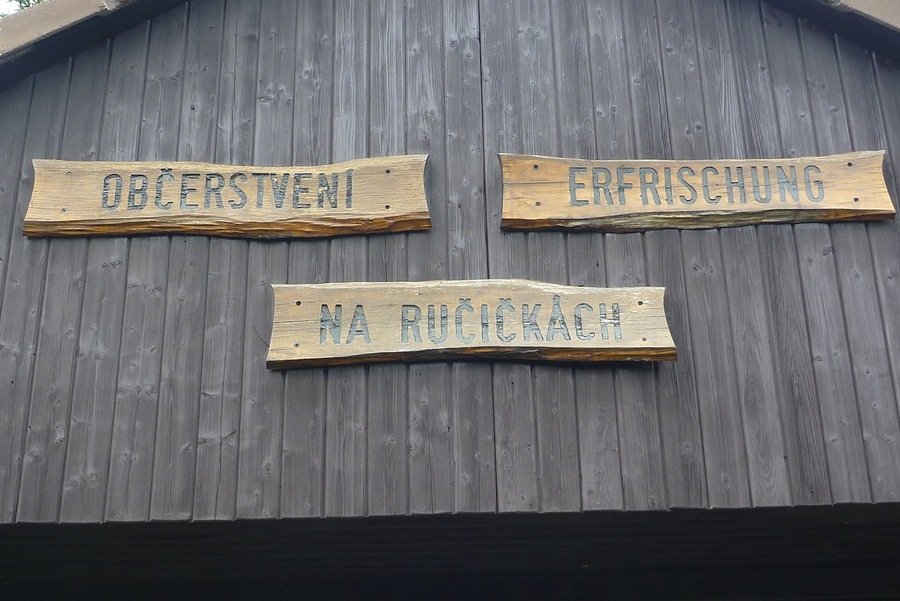 OBČERSTVENÍ
ERFRISCHUNG
NA RUČIČKÁCH